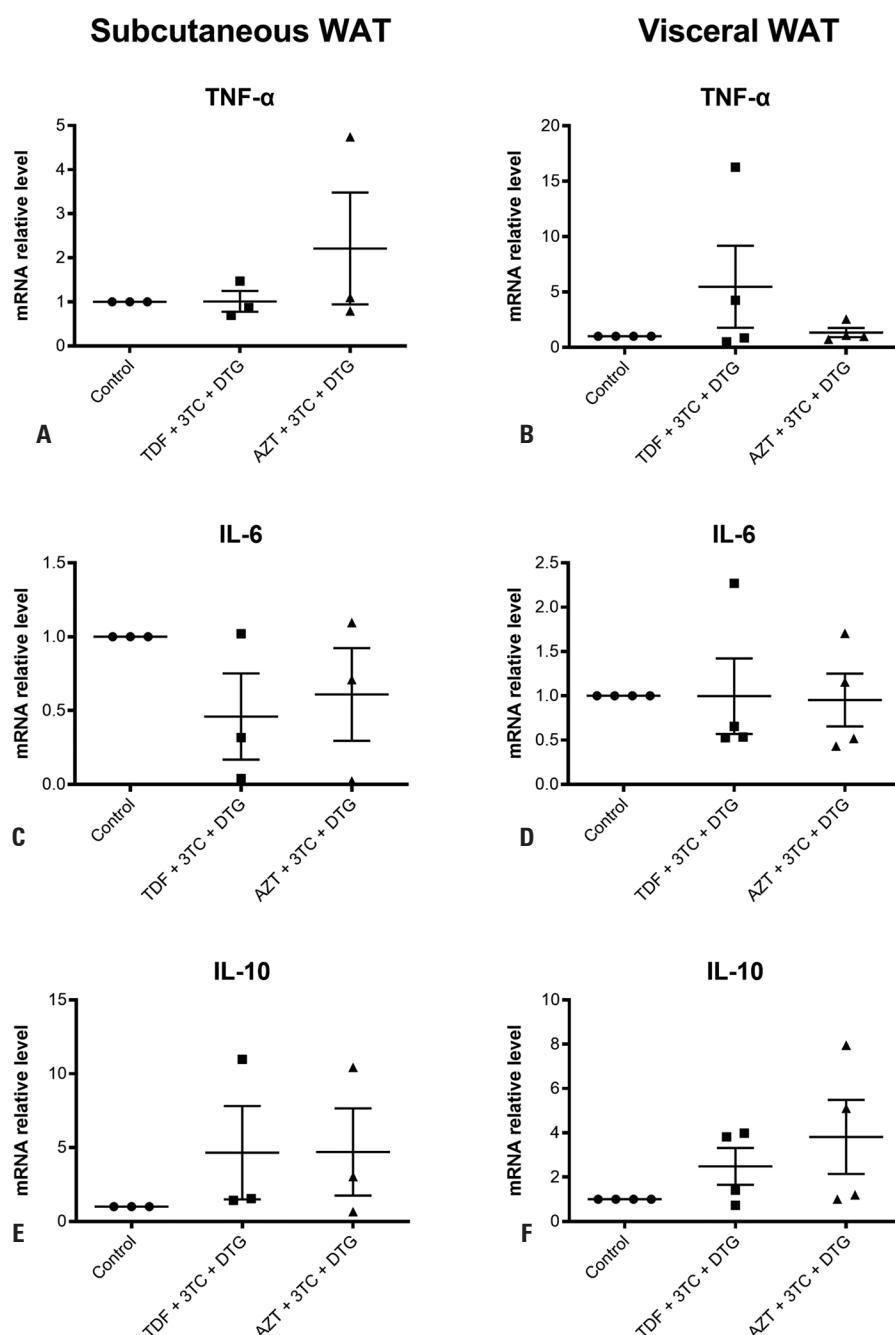 Subcutaneous WAT
Visceral WAT
TNF-α
mRNA relative level
5
4
3
2
1
0
Control
TDF + 3TC + DTG
AZT + 3TC + DTG
A
TNF-α
mRNA relative level
20
15
10
5
0
Control
TDF + 3TC + DTG
AZT + 3TC + DTG
B
IL-6
mRNA relative level
1.5
1.0
0.5
0.0
Control
TDF + 3TC + DTG
AZT + 3TC + DTG
C
IL-6
mRNA relative level
2.5
2.0
1.5
1.0
0.5
0.0
Control
TDF + 3TC + DTG
AZT + 3TC + DTG
D
IL-10
mRNA relative level
15
10
5
0
Control
TDF + 3TC + DTG
AZT + 3TC + DTG
E
IL-10
mRNA relative level
10
8
6
4
2
0
Control
TDF + 3TC + DTG
AZT + 3TC + DTG
F